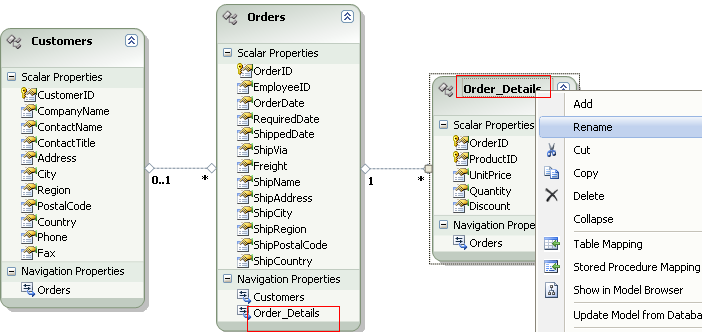 Customers
Scalar Properties
CustomerID
CompanyName
ContactName
ContactTitle
Address
City
Region
PostalCode
Country
Phone
Fax
Navigation Properties
Orders
0..1
*
Orders
Scalar Properties
OrderID
EmployeeID
OrderDate
RequiredDate
ShippedDate
ShipVia
Freight
ShipName
ShipAddress
ShipCity
ShipRegion
ShipPostalCode
ShipCountry
Navigation Properties
Customers
Order_Details
1
*
Order_Details
Scalar Properties
OrderID
ProductID
UnitPrice
Quantity
Discount
Navigation Prope
Orders
Add
Rename
Cut
Copy
Delete
Collapse
Table Mapping
Stored Procedure Mapping
Show in Model Browser
Update Model from Databa